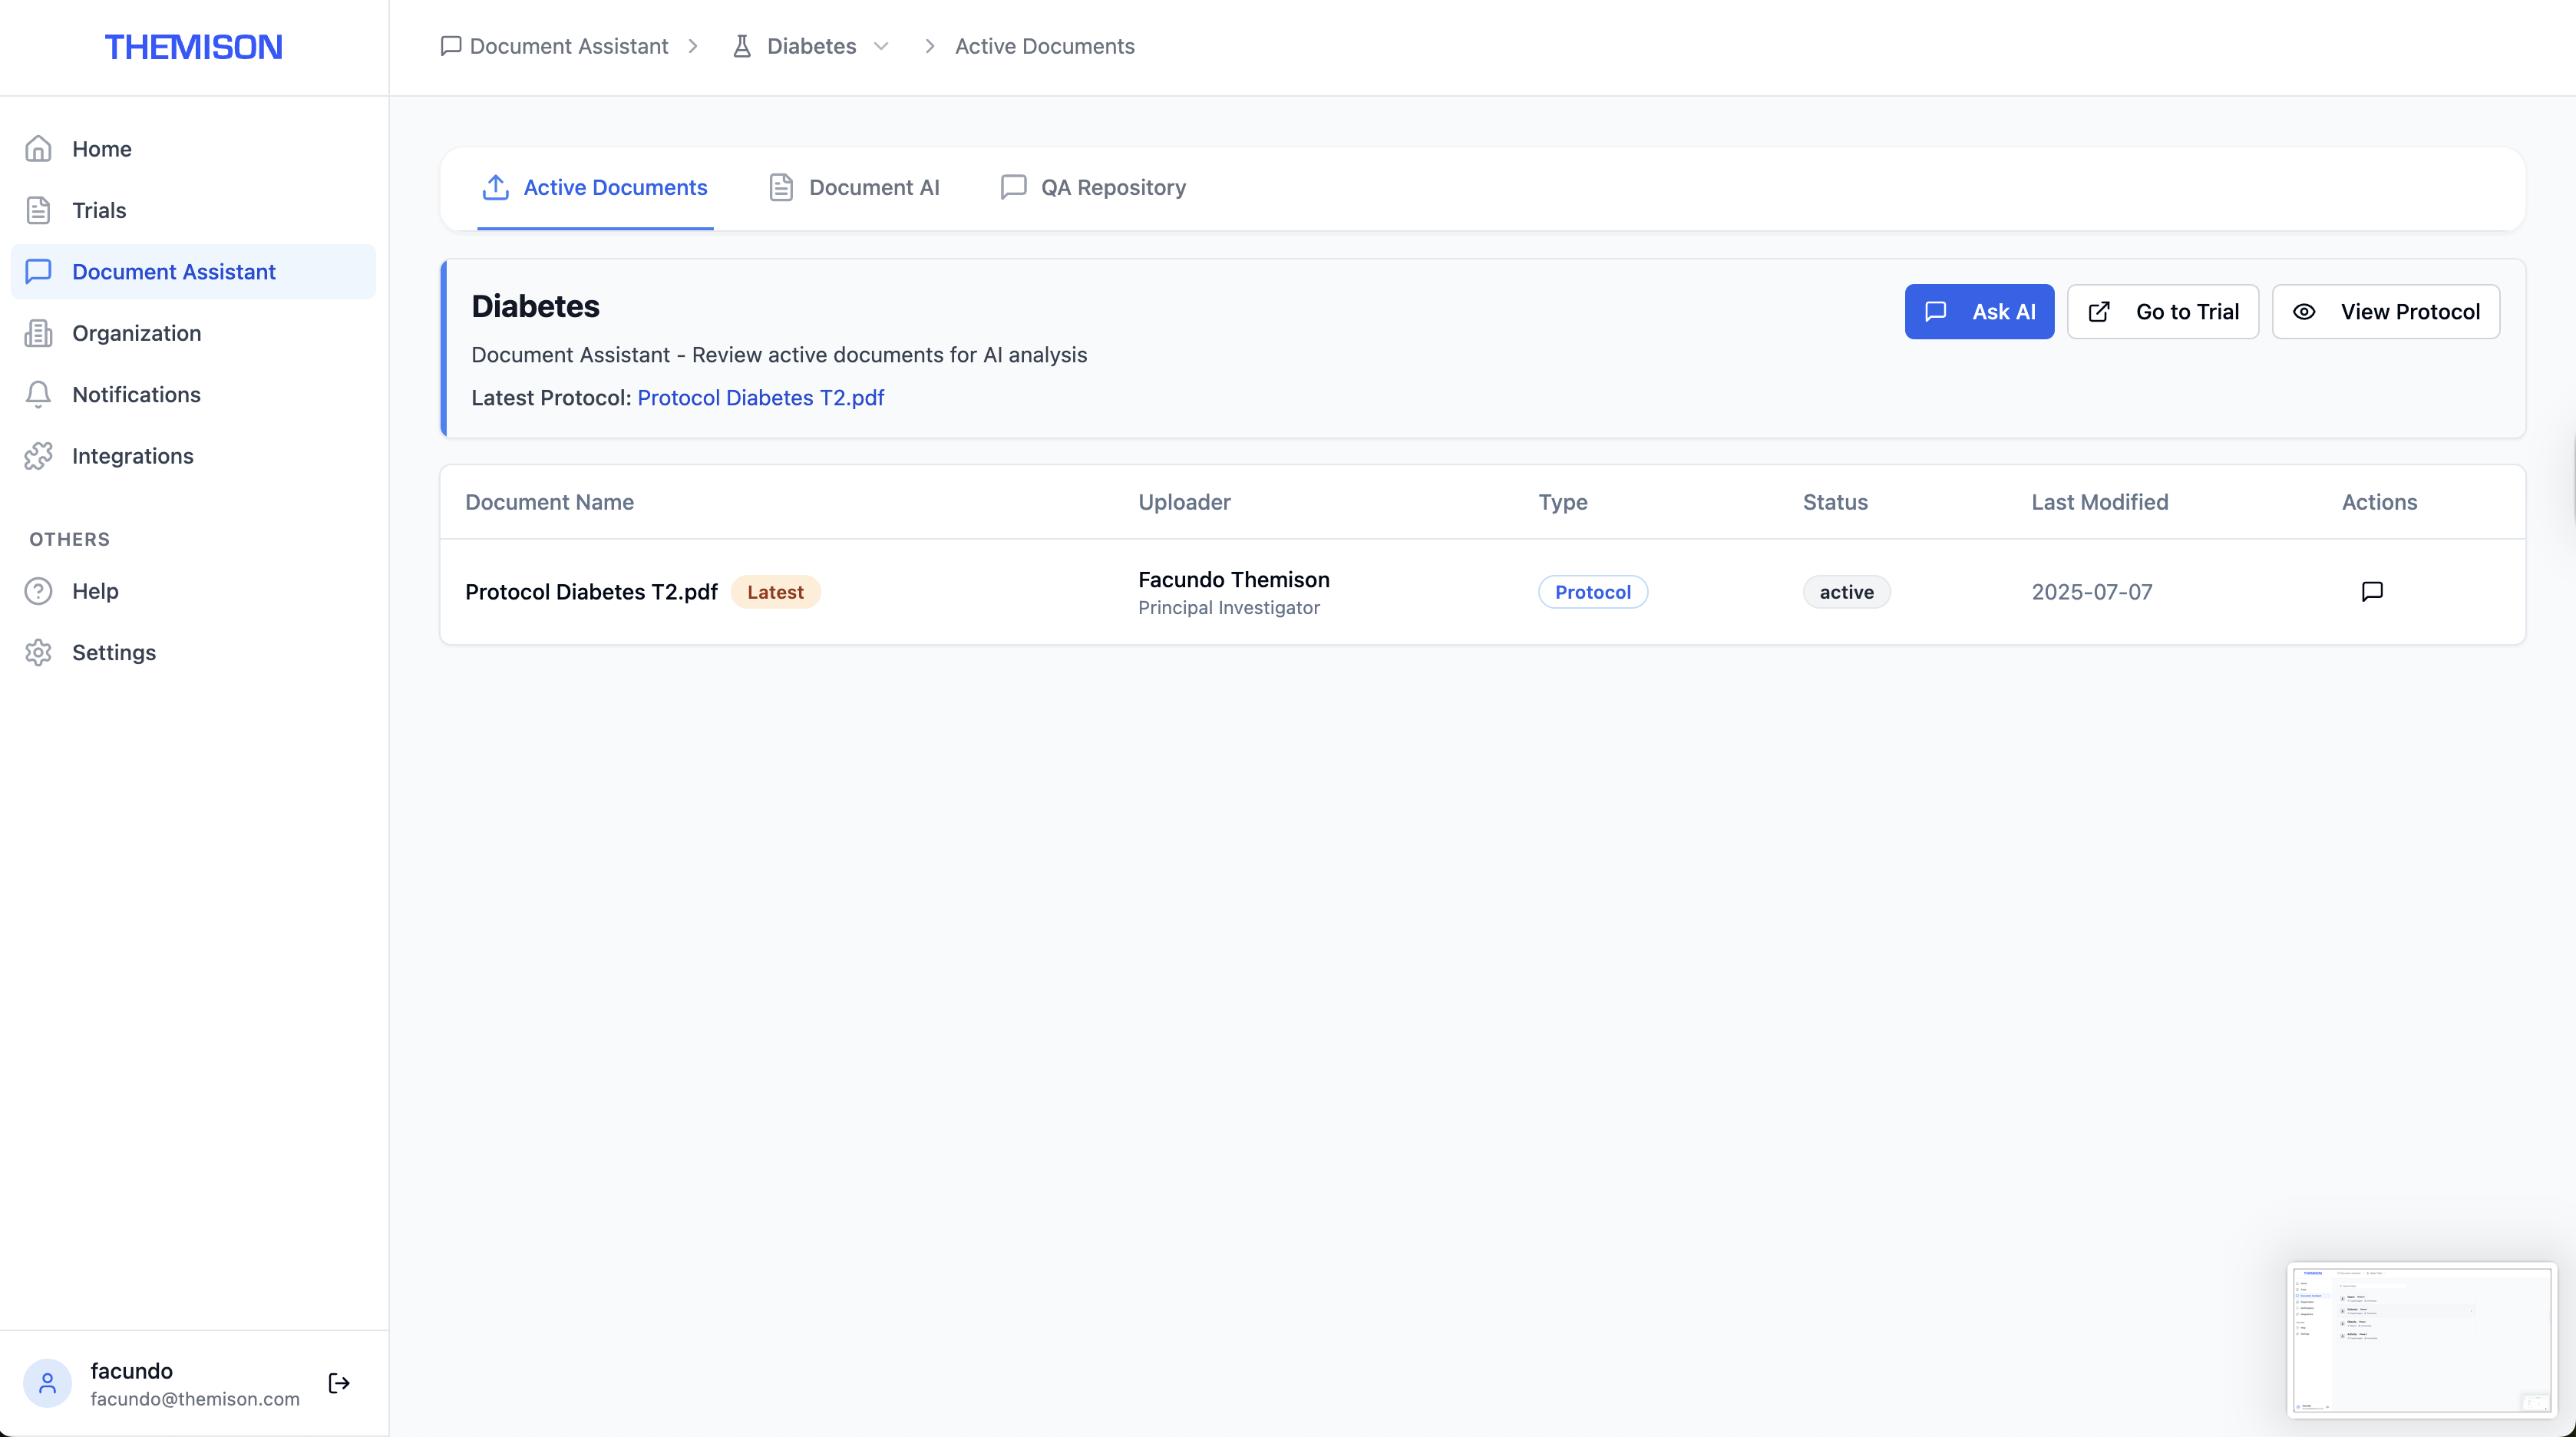 THEMISON
Document Assistant
Diabetes
Active Documents
Home
Trials
Document Assistant
Organization
Notifications
Integrations
OTHERS
Help
Settings
Active Documents
Document AI
QA Repository
Diabetes
Document Assistant - Review active documents for AI analysis
Latest Protocol: Protocol Diabetes T2.pdf
Ask AI
Go to Trial
View Protocol
Document Name Uploader Type Status Last Modified Actions
Protocol Diabetes T2.pdf Latest
Facundo Themison
Principal Investigator
Protocol
active
2025-07-07
facundo
facundo@themison.com